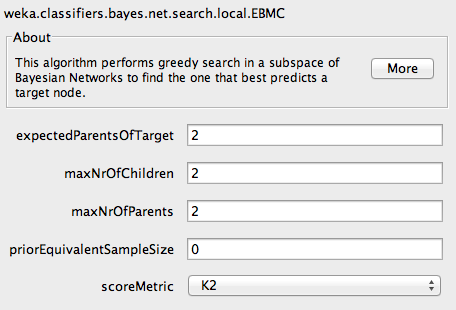 weka.classifiers.bayes.net.search.local.EBMC
About
This algorithm performs greedy search in a subspace of
Bayesian Networks to find the one that best predicts a
target node.
More
expectedParentsOfTarget 2
maxNrOfChildren 2
maxNrOfParents 2
priorEquivalentSampleSize 0
scoreMetric K2